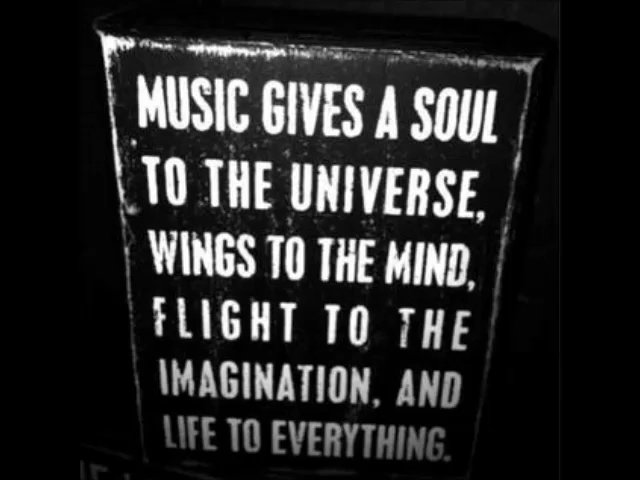 MUSIC GIVES A SOUL
TO THE UNIVERSE,
WINGS TO THE MIND,
FLIGHT TO THE
IMAGINATION, AND
LIFE TO EVERYTHING.